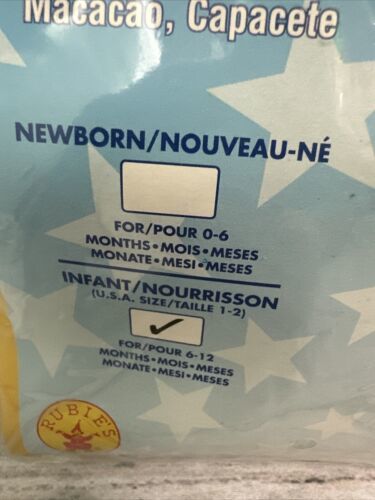 Macacão, Capacete
NEWBORN/NOUVEAU-NÉ
FOR/POUR 0-6
MONTHS•MOIS•MESES
MONATE•MESI•MESES
INFANT/NOURRISSON
(U.S.A. SIZE/TAILLE 1-2)
FOR/POUR 6-12
MONTHS•MOIS•MESES
MONATE•MESI•MESES
RUBIE'S